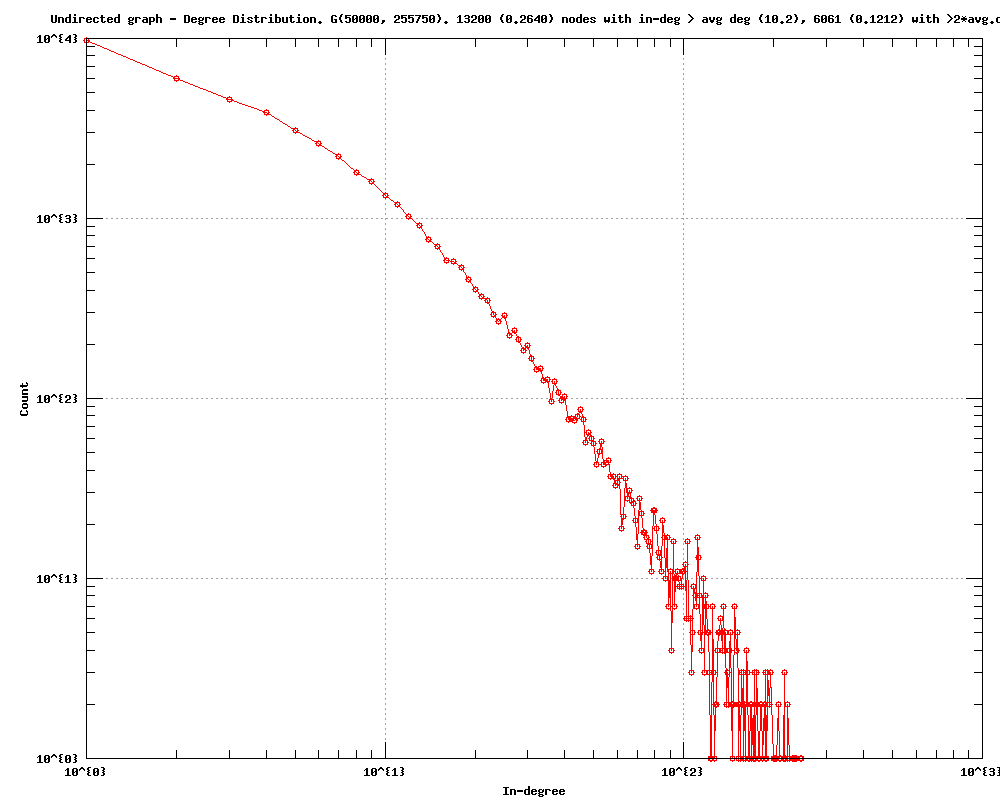 Undirected graph - Degree Distribution. G(50000, 255750). 13200 (0.2640) nodes with in-deg > avg deg (10.2), 6061 (0.1212) with >2*avg.
10^{4}
10^{3}
Count
10^{2}
10^{1}
10^{0}
10^{0} 10^{1} 10^{2} 10^{3}
In-degree